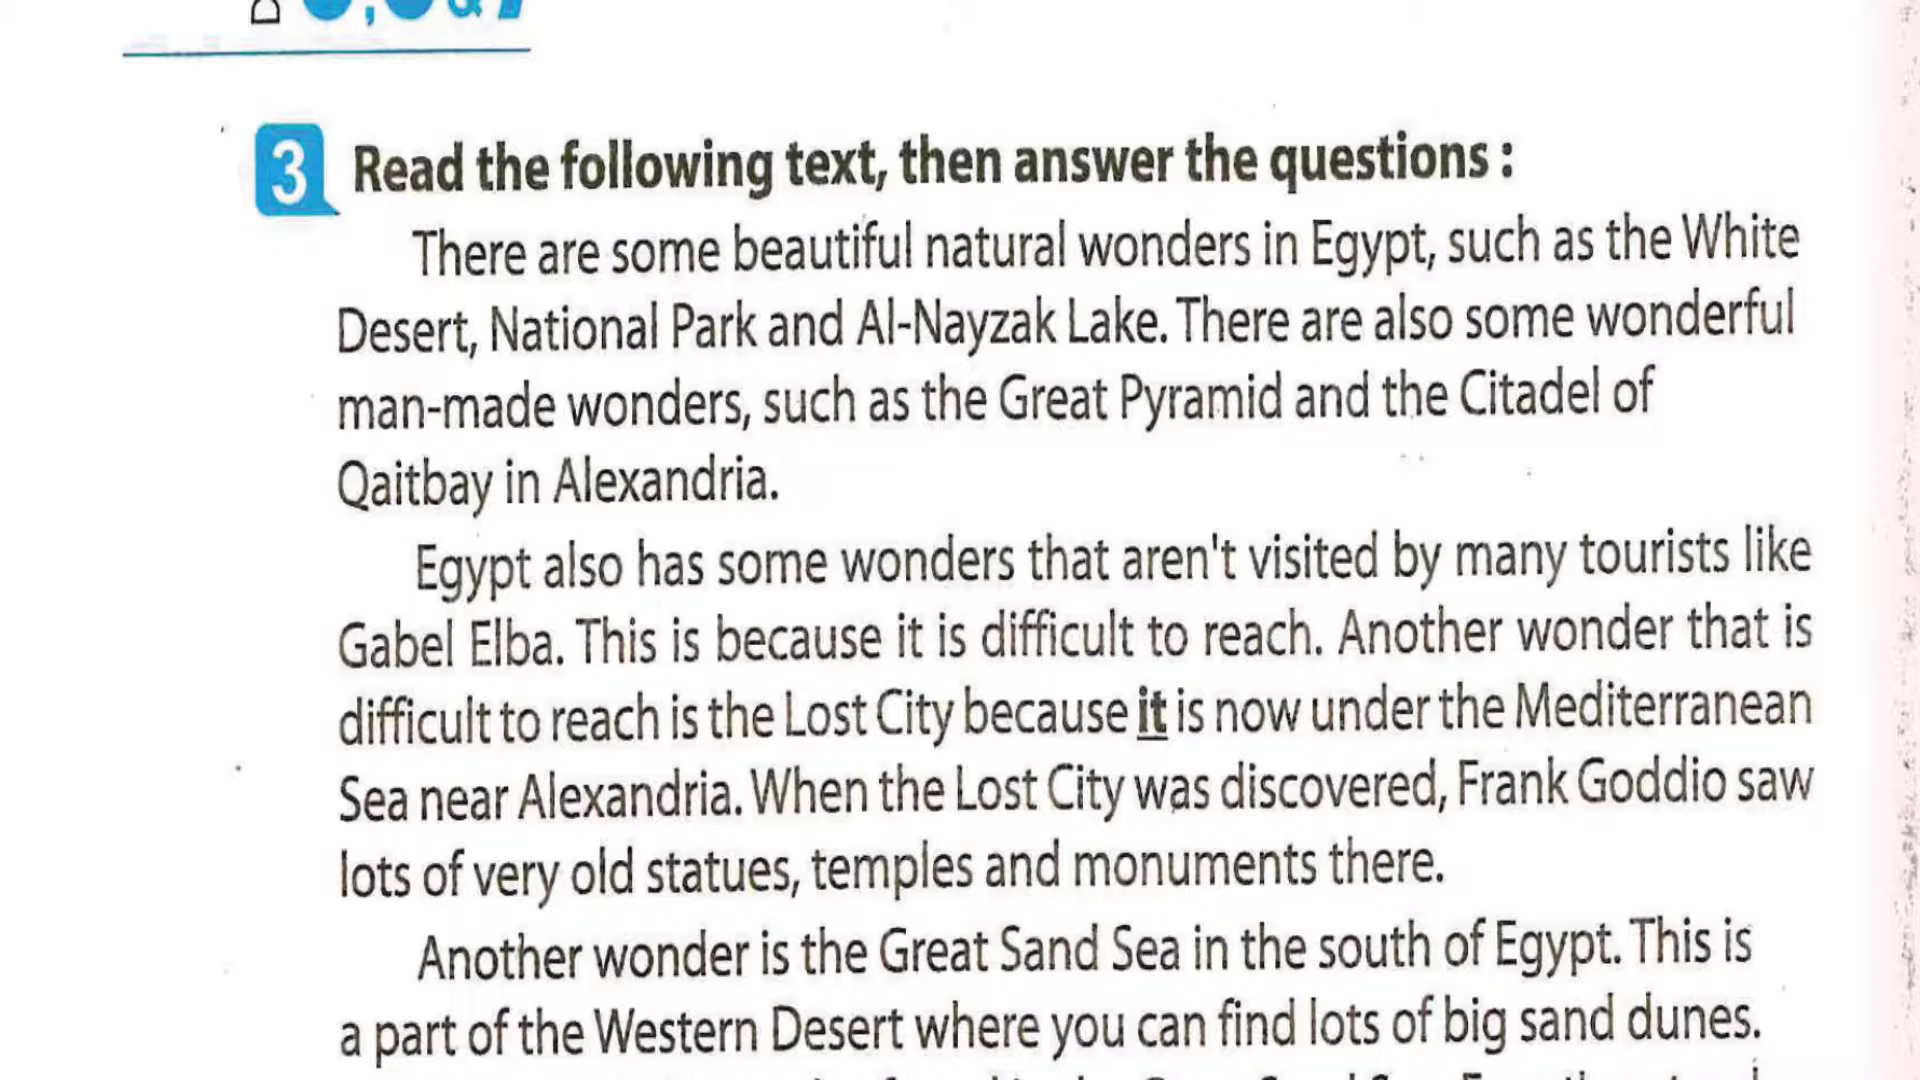 3 Read the following text, then answer the questions :
There are some beautiful natural wonders in Egypt, such as the White
Desert, National Park and Al-Nayzak Lake. There are also some wonderful
man-made wonders, such as the Great Pyramid and the Citadel of
Qaitbay in Alexandria.
Egypt also has some wonders that aren't visited by many tourists like
Gabel Elba. This is because it is difficult to reach. Another wonder that is
difficult to reach is the Lost City because it is now under the Mediterranean
Sea near Alexandria. When the Lost City was discovered, Frank Goddio saw
lots of very old statues, temples and monuments there.
Another wonder is the Great Sand Sea in the south of Egypt. This is
a part of the Western Desert where you can find lots of big sand dunes.